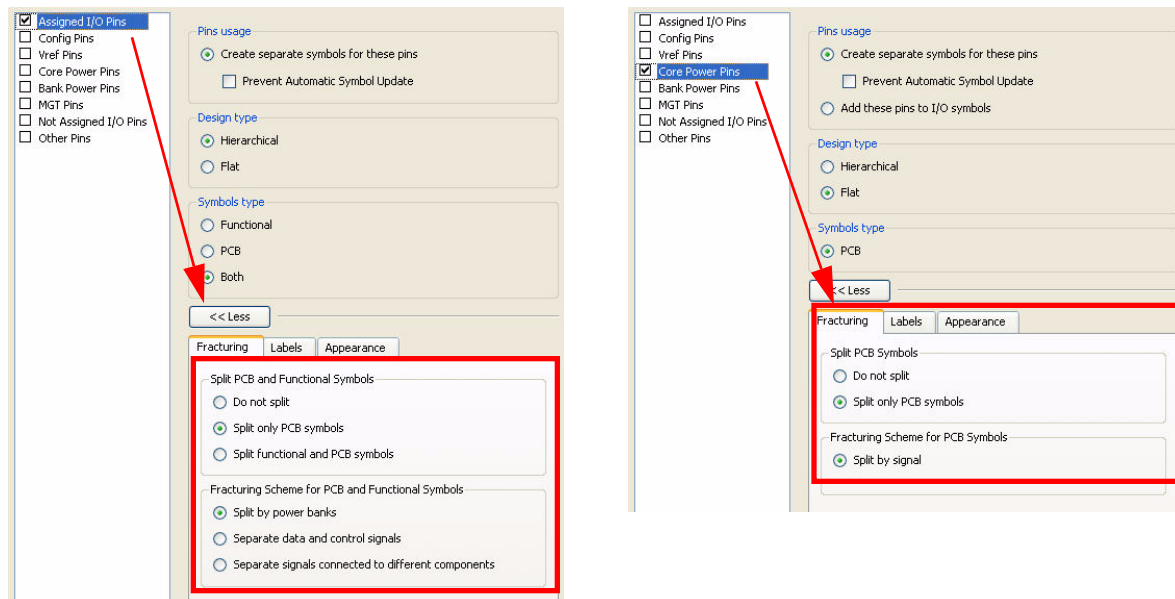 Assigned I/O Pins
Config Pins
Vref Pins
Core Power Pins
Bank Power Pins
MGT Pins
Not Assigned I/O Pins
Other Pins
Pins usage
Create separate symbols for these pins
Prevent Automatic Symbol Update
Design type
Hierarchical
Flat
Symbols type
Functional
PCB
Both
<< Less
Fracturing
Labels
Appearance
Split PCB and Functional Symbols
Do not split
Split only PCB symbols
Split functional and PCB symbols
Fracturing Scheme for PCB and Functional Symbols
Split by power banks
Separate data and control signals
Separate signals connected to different components
Assigned I/O Pins
Config Pins
Vref Pins
Core Power Pins
Bank Power Pins
MGT Pins
Not Assigned I/O Pins
Other Pins
Pins usage
Create separate symbols for these pins
Prevent Automatic Symbol Update
Add these pins to I/O symbols
Design type
Hierarchical
Flat
Symbols type
PCB
<< Less
Fracturing
Labels
Appearance
Split PCB Symbols
Do not split
Split only PCB symbols
Fracturing Scheme for PCB Symbols
Split by signal